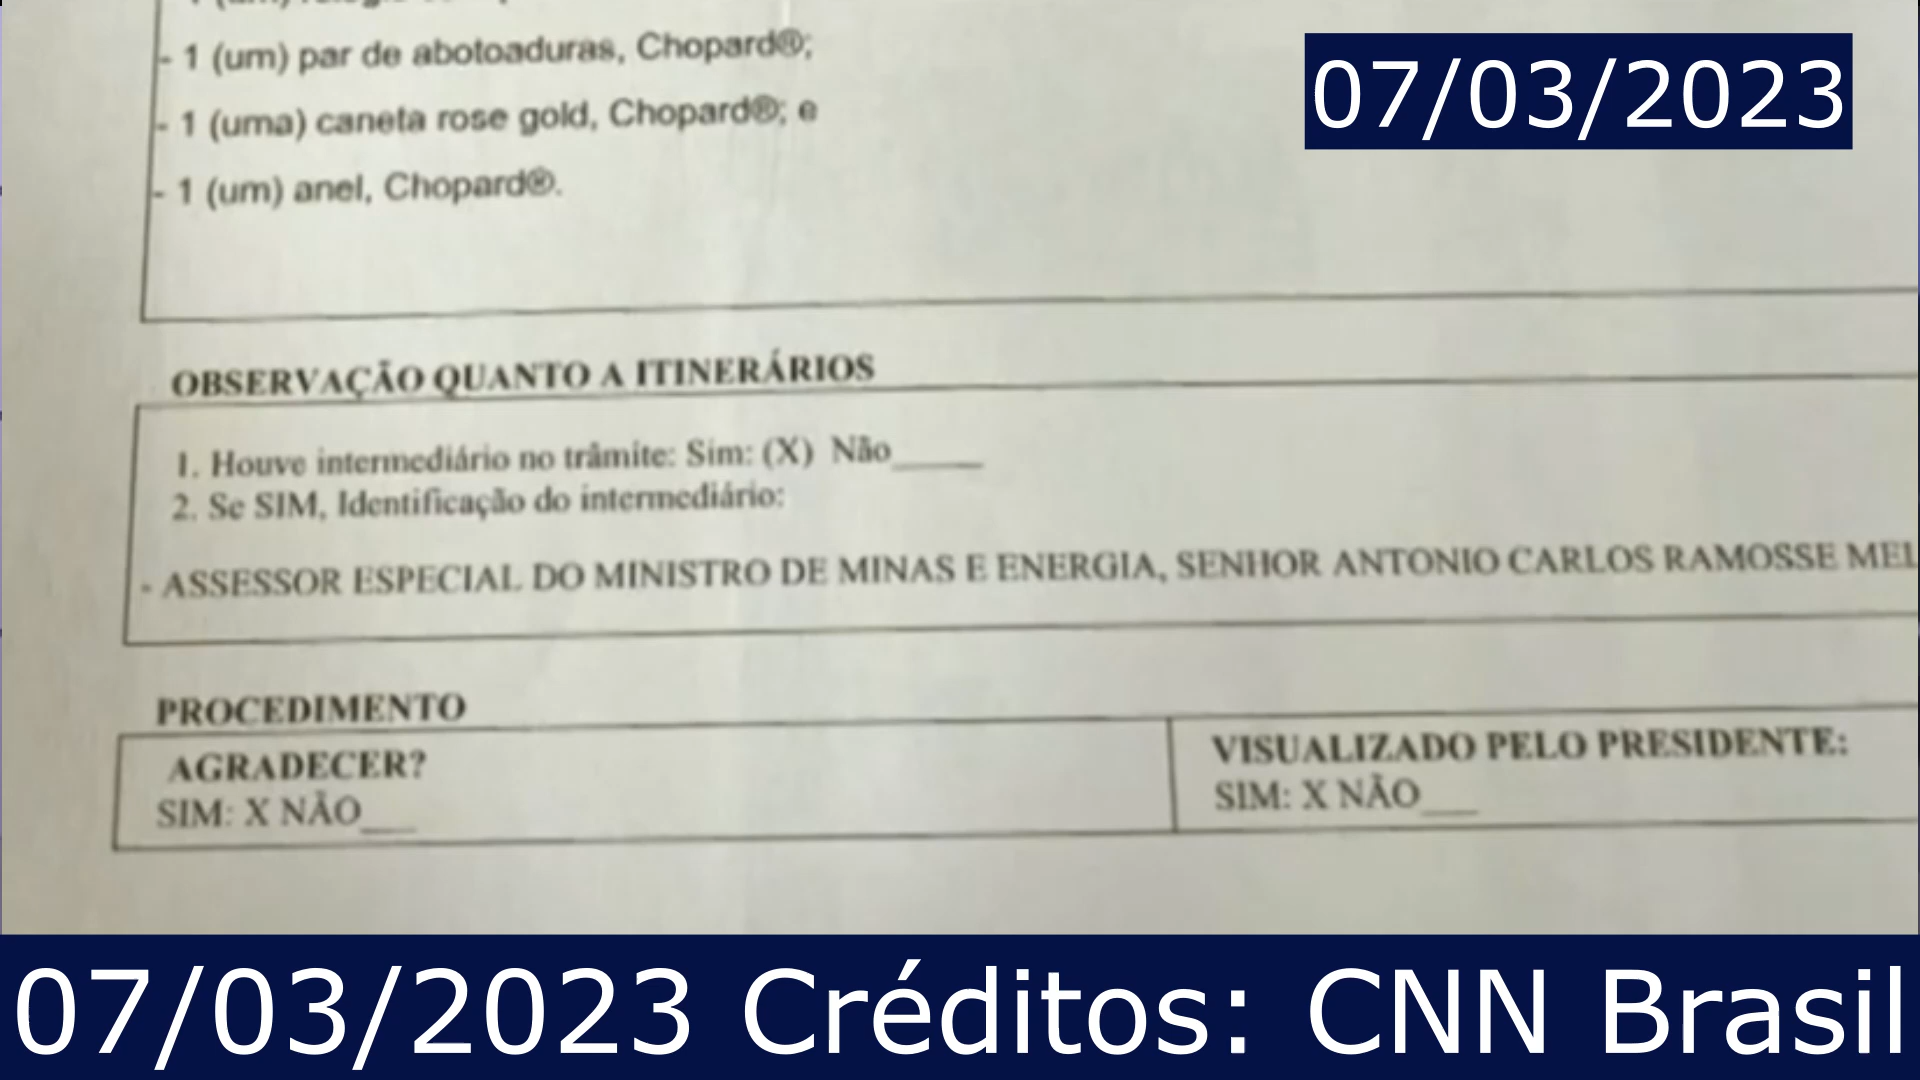 - 1 (um) par de abotoaduras, Chopard®;
07/03/2023
- 1 (uma) caneta rose gold, Chopard®; e
- 1 (um) anel, Chopard®.
OBSERVAÇÃO QUANTO A ITINERÁRIOS
1. Houve intermediário no trâmite: Sim: (X) Não_____
2. Se SIM, Identificação do intermediário:
- ASSESSOR ESPECIAL DO MINISTRO DE MINAS E ENERGIA, SENHOR ANTONIO CARLOS RAMOSSE MEL
PROCEDIMENTO
AGRADECER?
SIM: X NÃO___
VISUALIZADO PELO PRESIDENTE:
SIM: X NÃO___
07/03/2023 Créditos: CNN Brasil